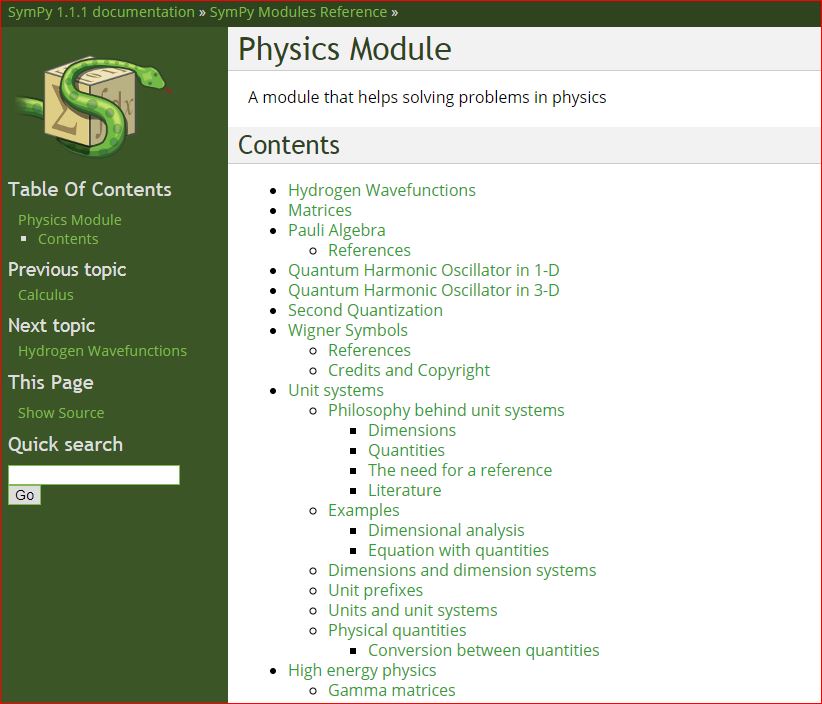 SymPy 1.1.1 documentation » SymPy Modules Reference »
Table Of Contents
Physics Module
Contents
Previous topic
Calculus
Next topic
Hydrogen Wavefunctions
This Page
Show Source
Quick search
Go
Physics Module
A module that helps solving problems in physics
Contents
Hydrogen Wavefunctions
Matrices
Pauli Algebra
References
Quantum Harmonic Oscillator in 1-D
Quantum Harmonic Oscillator in 3-D
Second Quantization
Wigner Symbols
References
Credits and Copyright
Unit systems
Philosophy behind unit systems
Dimensions
Quantities
The need for a reference
Literature
Examples
Dimensional analysis
Equation with quantities
Dimensions and dimension systems
Unit prefixes
Units and unit systems
Physical quantities
Conversion between quantities
High energy physics
Gamma matrices